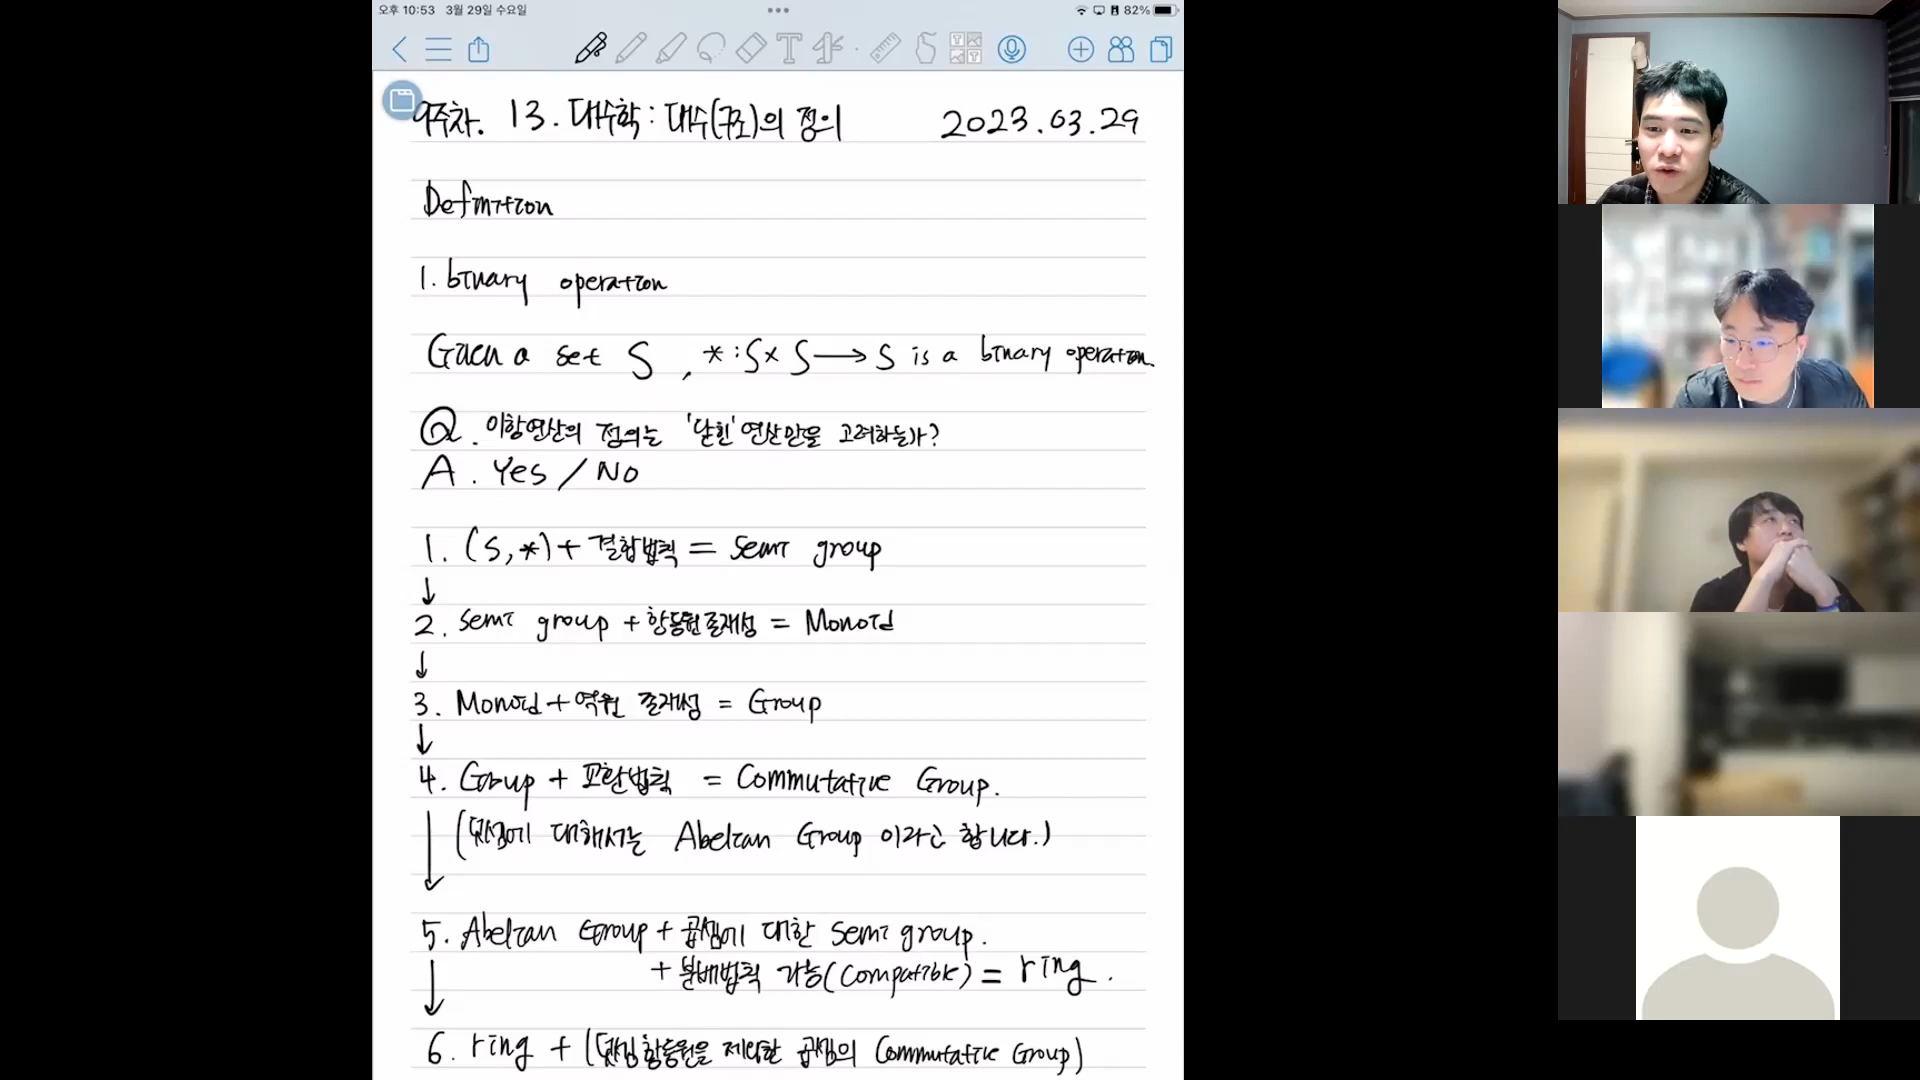 오후 10:53 3월 29일 수요일
82%
9주차. 13. 대수학 : 대수(구조)의 정의 2023.03.29
Definition
1. binary operation
Given a set S, * : S x S → S is a binary operation
Q. 이항연산의 정의는 '닫힌' 연산만을 고려하는가?
A. Yes / No
1. (S, *) + 결합법칙 = Semi group
↓
2. Semi group + 항등원 존재성 = Monoid
↓
3. Monoid + 역원 존재성 = Group
↓
4. Group + 교환법칙 = Commutative Group.
↓ (덧셈에 대해서는 Abelian Group 이라고 합니다.)
5. Abelian Group + 곱셈에 대한 Semi group.
↓ + 분배법칙 가능(Compatible) = ring.
6. ring + (덧셈 항등원을 제외한 곱셈의 Commutative Group)